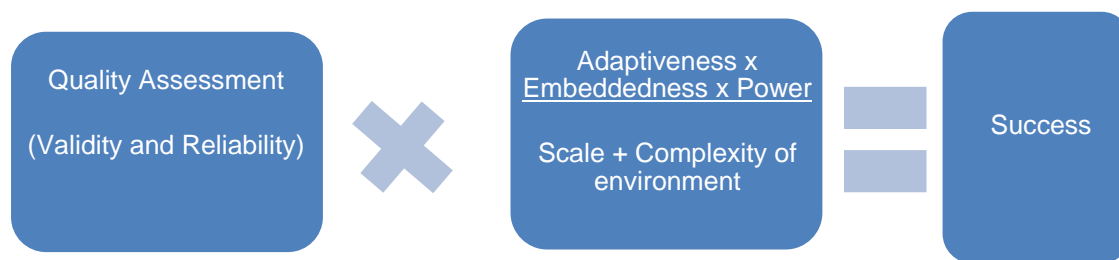 Quality Assessment
(Validity and Reliability)
Adaptiveness x
Embeddedness x Power
Scale + Complexity of
environment
Success